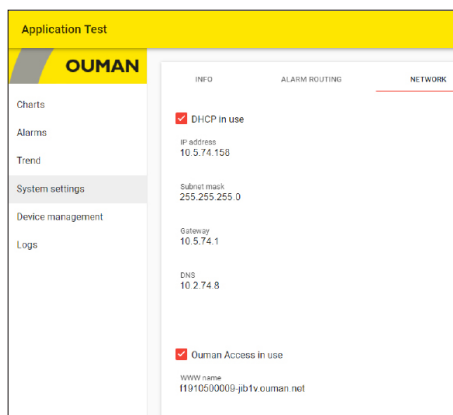 Application Test
OUMAN
Charts
Alarms
Trend
System settings
Device management
Logs
INFO ALARM ROUTING NETWORK
DHCP in use
IP address
10.5.74.158
Subnet mask
255.255.255.0
Gateway
10.5.74.1
DNS
10.2.74.8
Ouman Access in use
WWW name
f1910500009-jib1v.ouman.net